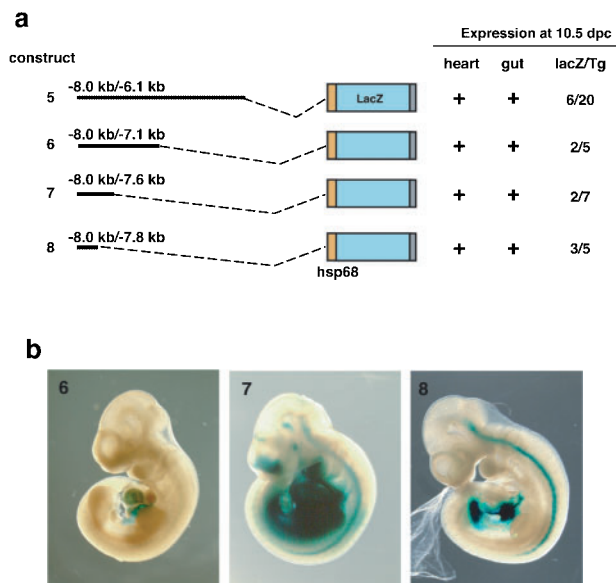 a
Expression at 10.5 dpc
construct
heart gut lacZ/Tg
-8.0 kb/-6.1 kb
5 LacZ + + 6/20
-8.0 kb/-7.1 kb
6 + + 2/5
-8.0 kb/-7.6 kb
7 + + 2/7
-8.0 kb/-7.8 kb
8 + + 3/5
hsp68
b
6 7 8